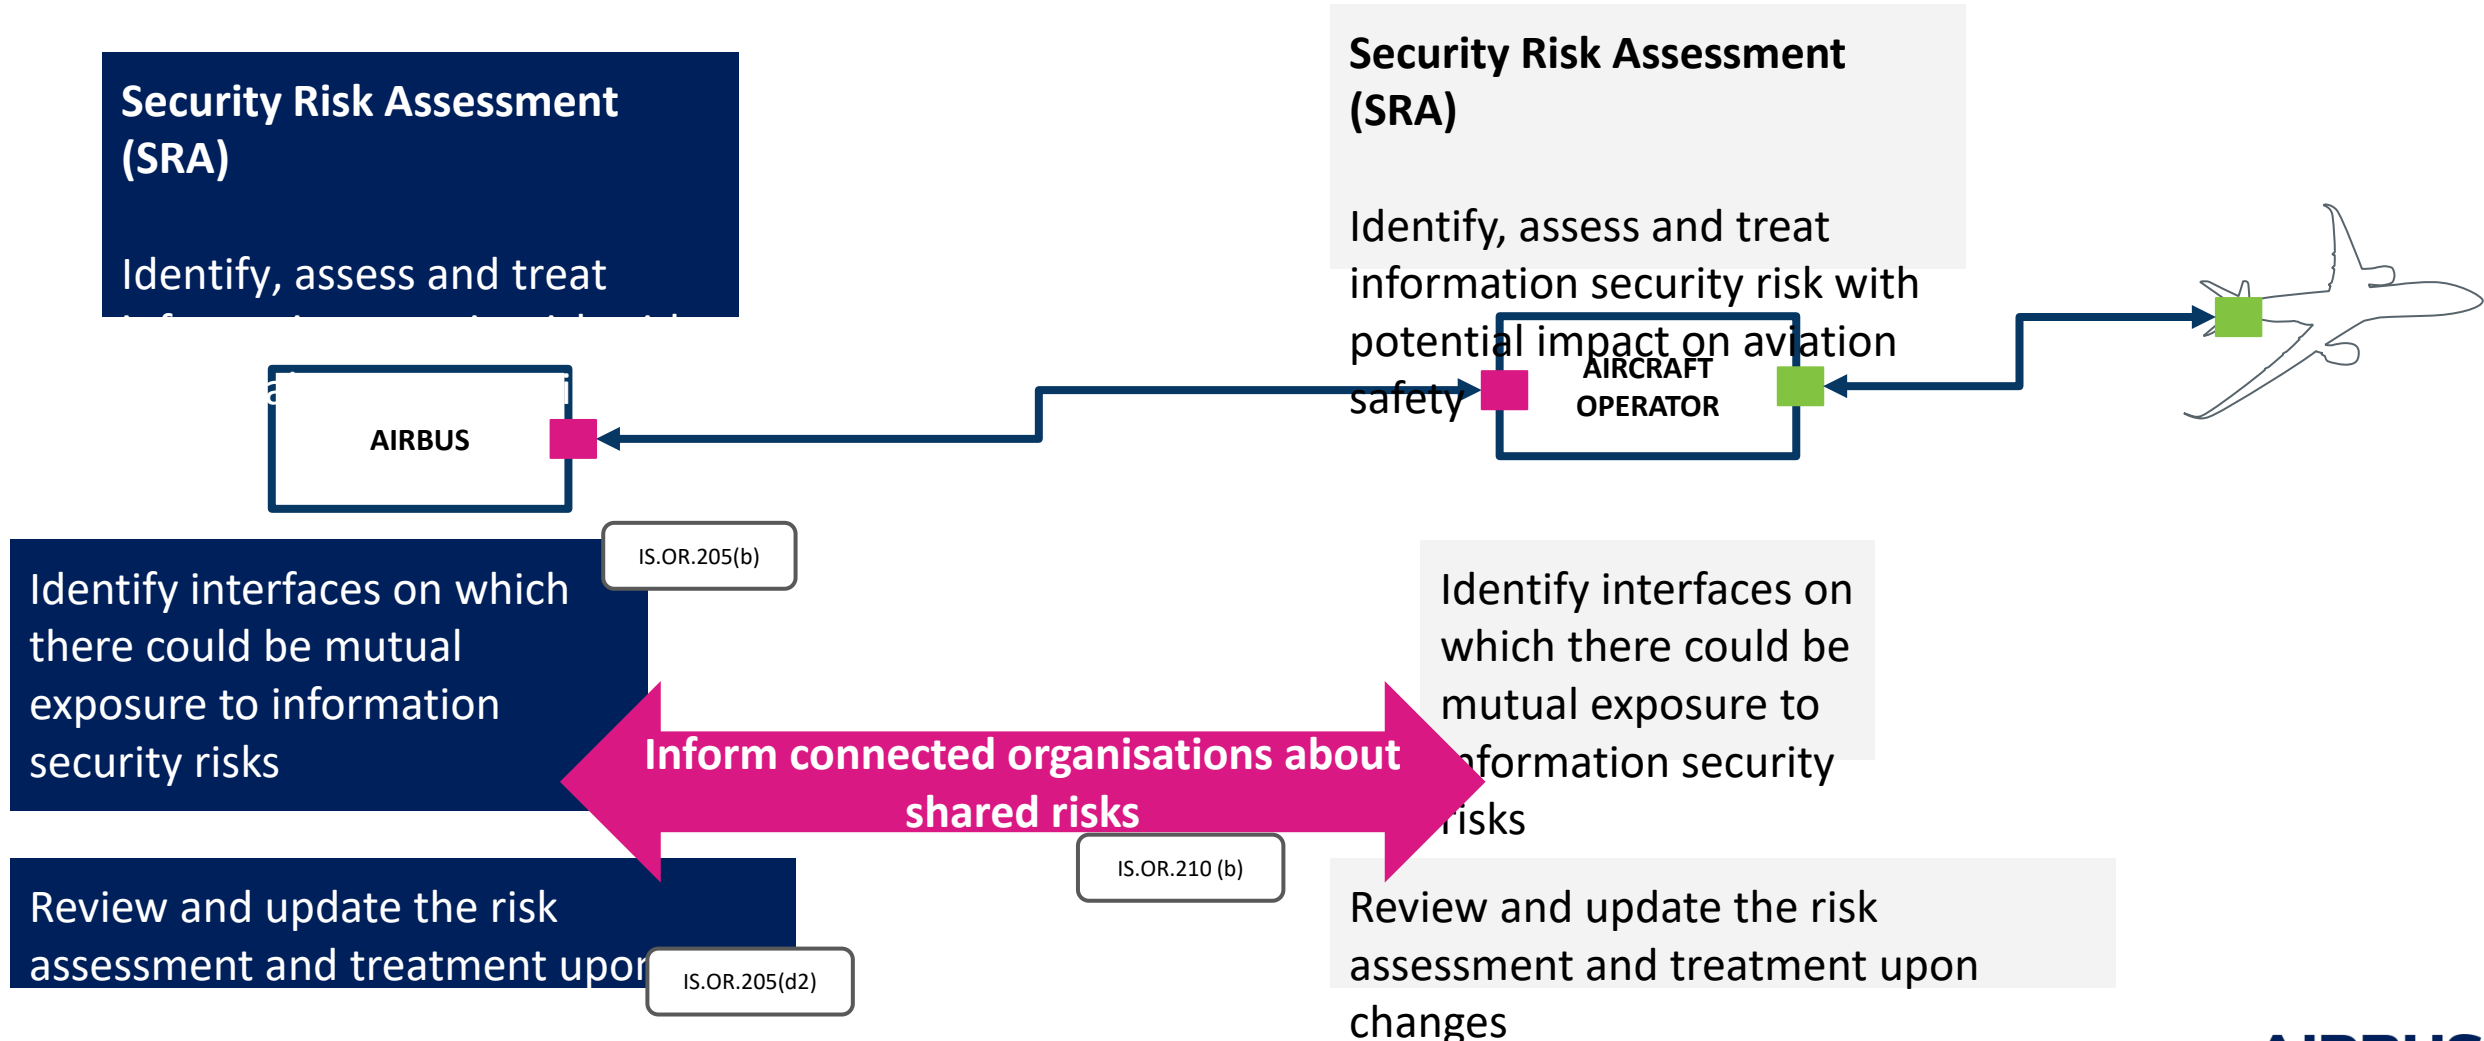 Security Risk Assessment
(SRA)
Identify, assess and treat
Security Risk Assessment
(SRA)
Identify, assess and treat
information security risk with
potential impact on aviation
safety
AIRBUS
AIRCRAFT
OPERATOR
IS.OR.205(b)
Identify interfaces on which
there could be mutual
exposure to information
security risks
Identify interfaces on
which there could be
mutual exposure to
information security
risks
Inform connected organisations about
shared risks
IS.OR.210 (b)
Review and update the risk
assessment and treatment upon
IS.OR.205(d2)
Review and update the risk
assessment and treatment upon
changes
AIRBUS